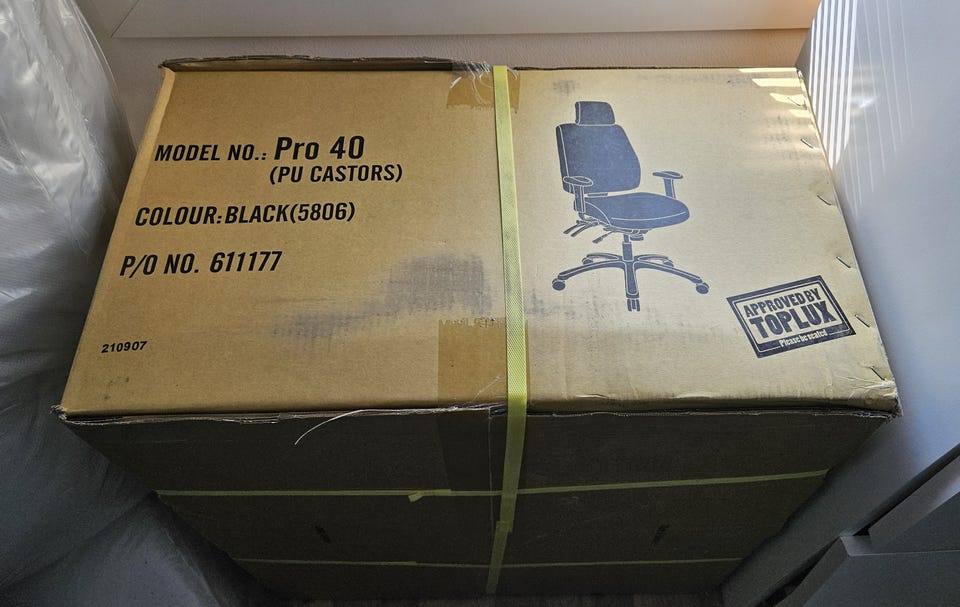 MODEL NO.: Pro 40
(PU CASTORS)
COLOUR:BLACK(5806)
P/O NO. 611177
210907
APPROVED BY
TOPLUX
Please be seated